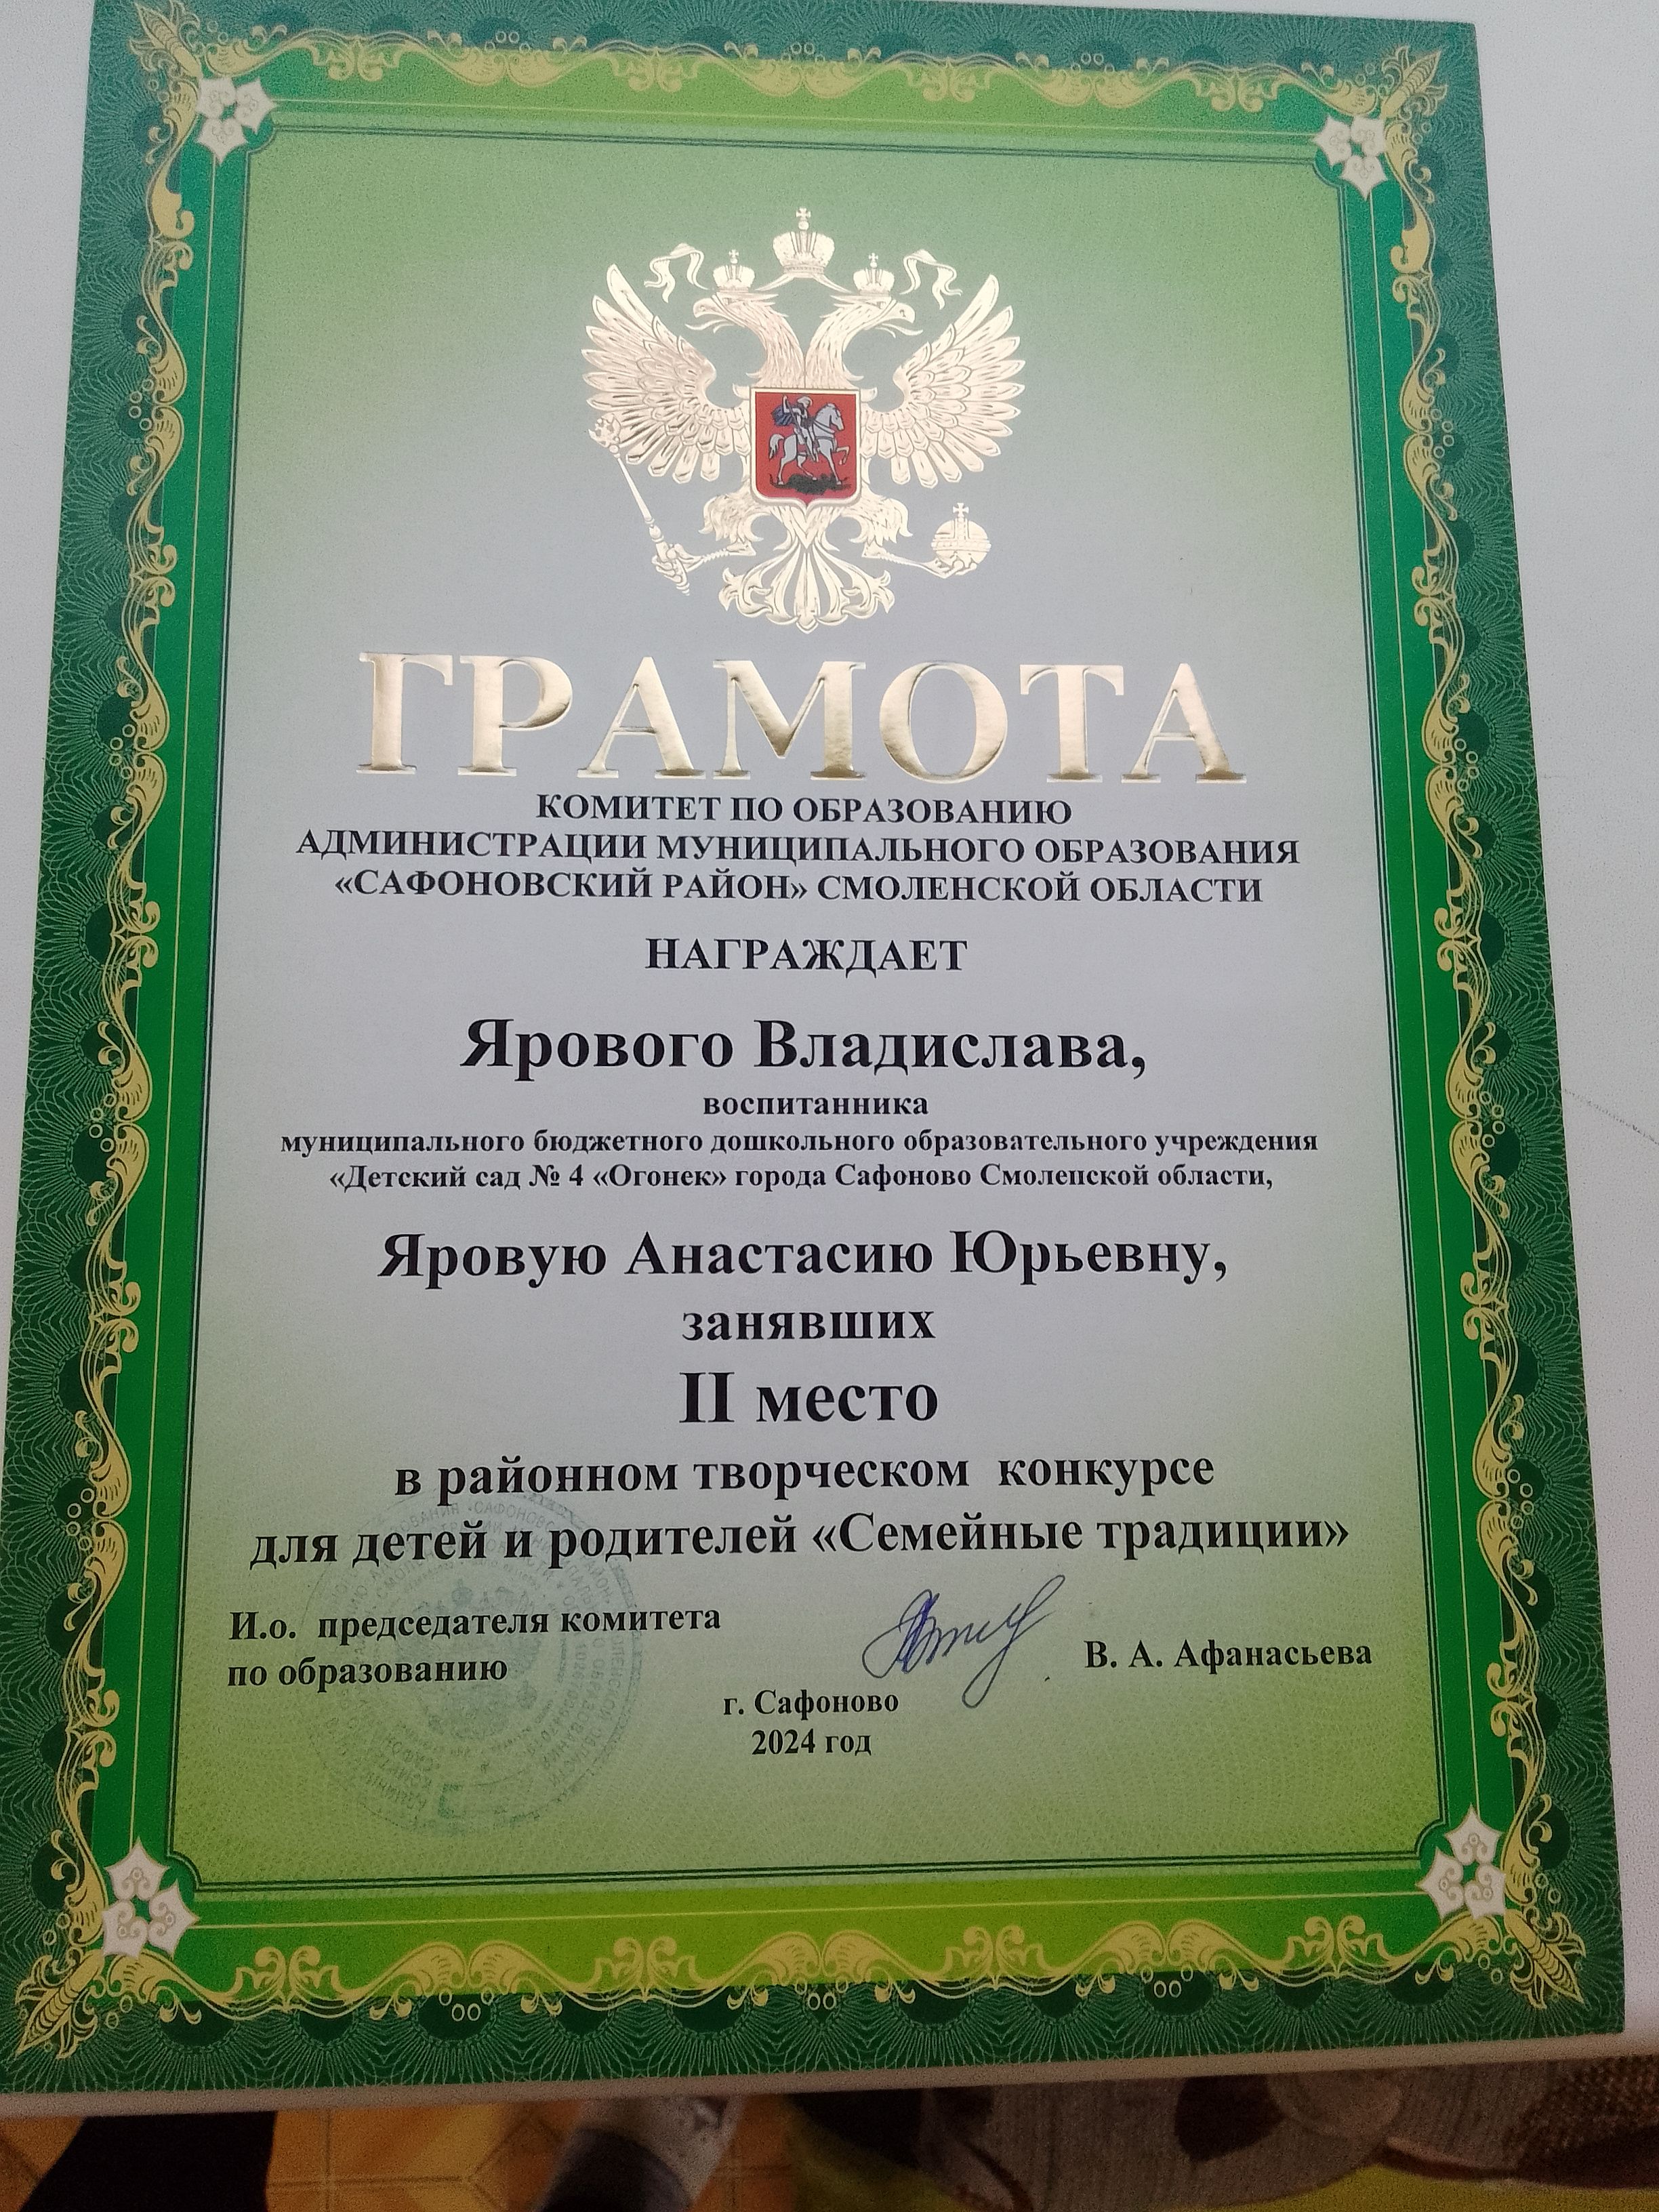 ГРАМОТА
КОМИТЕТ ПО ОБРАЗОВАНИЮ
АДМИНИСТРАЦИИ МУНИЦИПАЛЬНОГО ОБРАЗОВАНИЯ
«САФОНОВСКИЙ РАЙОН» СМОЛЕНСКОЙ ОБЛАСТИ
НАГРАЖДАЕТ
Ярового Владислава,
воспитанника
муниципального бюджетного дошкольного образовательного учреждения
«Детский сад № 4 «Огонек» города Сафоново Смоленской области,
Яровую Анастасию Юрьевну,
занявших
II место
в районном творческом конкурсе
для детей и родителей «Семейные традиции»
И.о. председателя комитета
по образованию
В. А. Афанасьева
г. Сафоново
2024 год